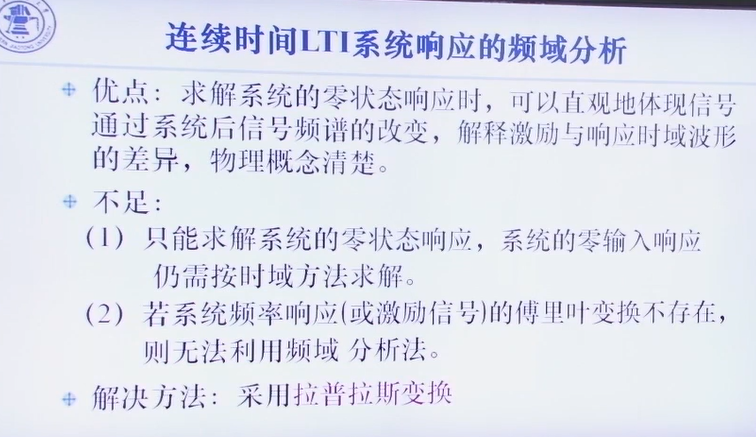 连续时间LTI系统响应的频域分析
优点：求解系统的零状态响应时，可以直观地体现信号
通过系统后信号频谱的改变，解释激励与响应时域波形
的差异，物理概念清楚。
不足：
(1) 只能求解系统的零状态响应，系统的零输入响应
仍需按时域方法求解。
(2) 若系统频率响应(或激励信号)的傅里叶变换不存在，
则无法利用频域 分析法。
解决方法：采用拉普拉斯变换